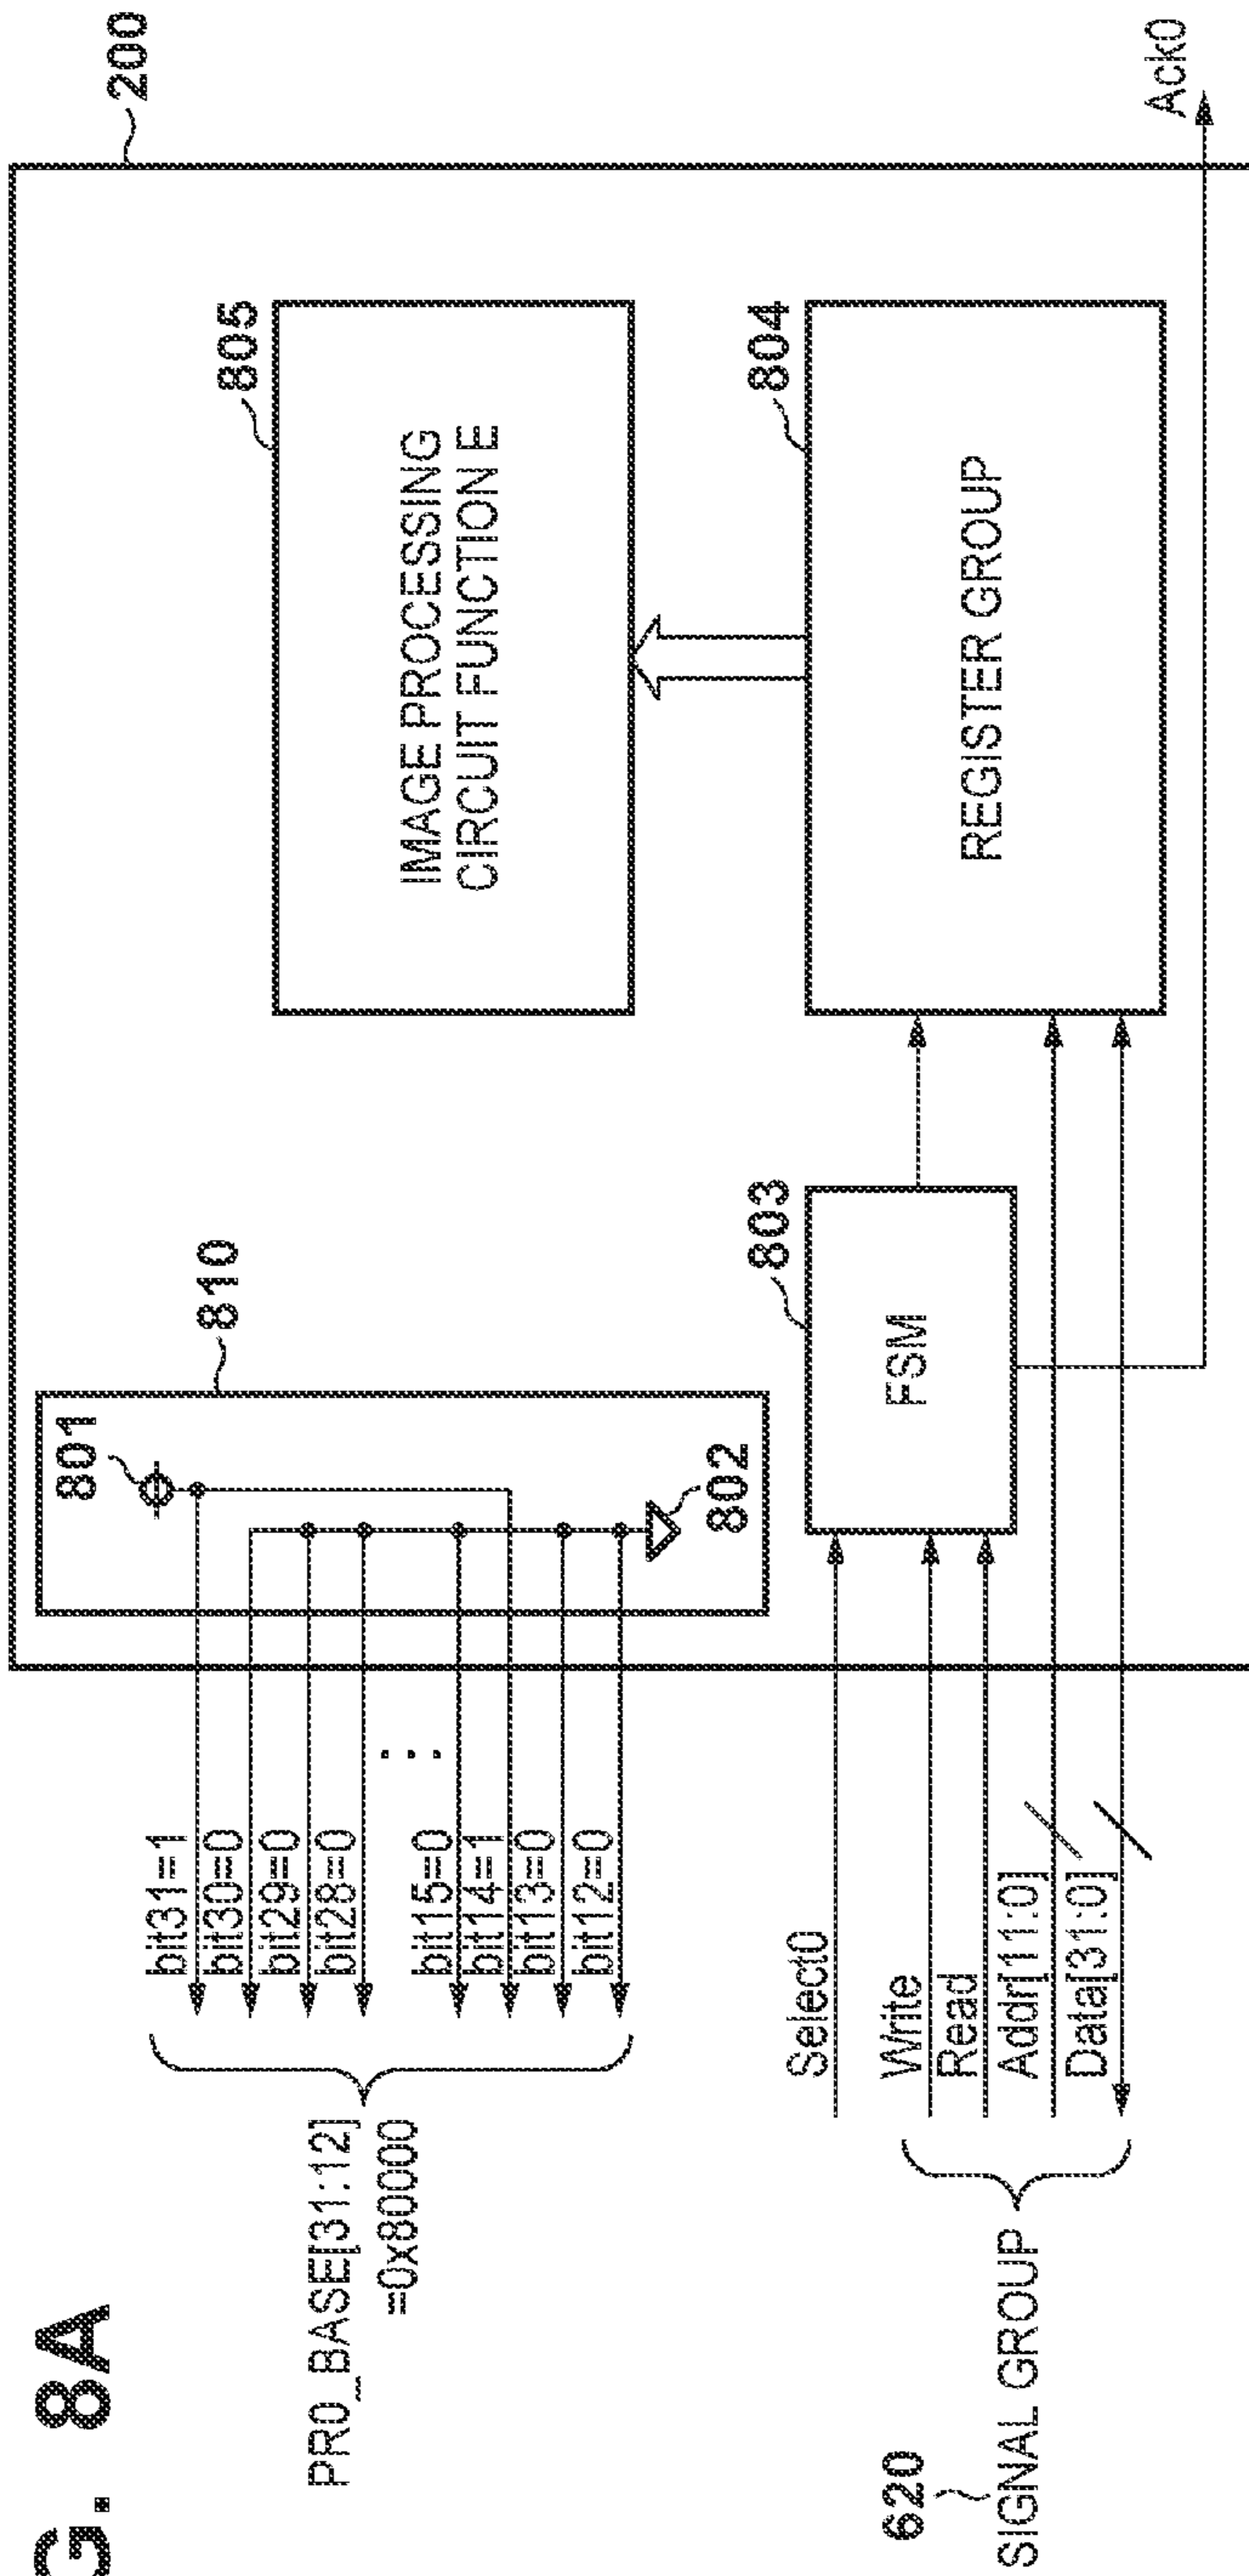 G. 8A
200
810
801
802
805
IMAGE PROCESSING
CIRCUIT FUNCTION E
804
REGISTER GROUP
803
FSM
Ack0
PR0_BASE[31:12]
=0x80000
bit31=1
bit30=0
bit29=0
bit28=0
⋮
bit15=0
bit14=1
bit13=0
bit12=0
Select0
Write
Read
Addr[11:0]
Data[31:0]
620
SIGNAL GROUP